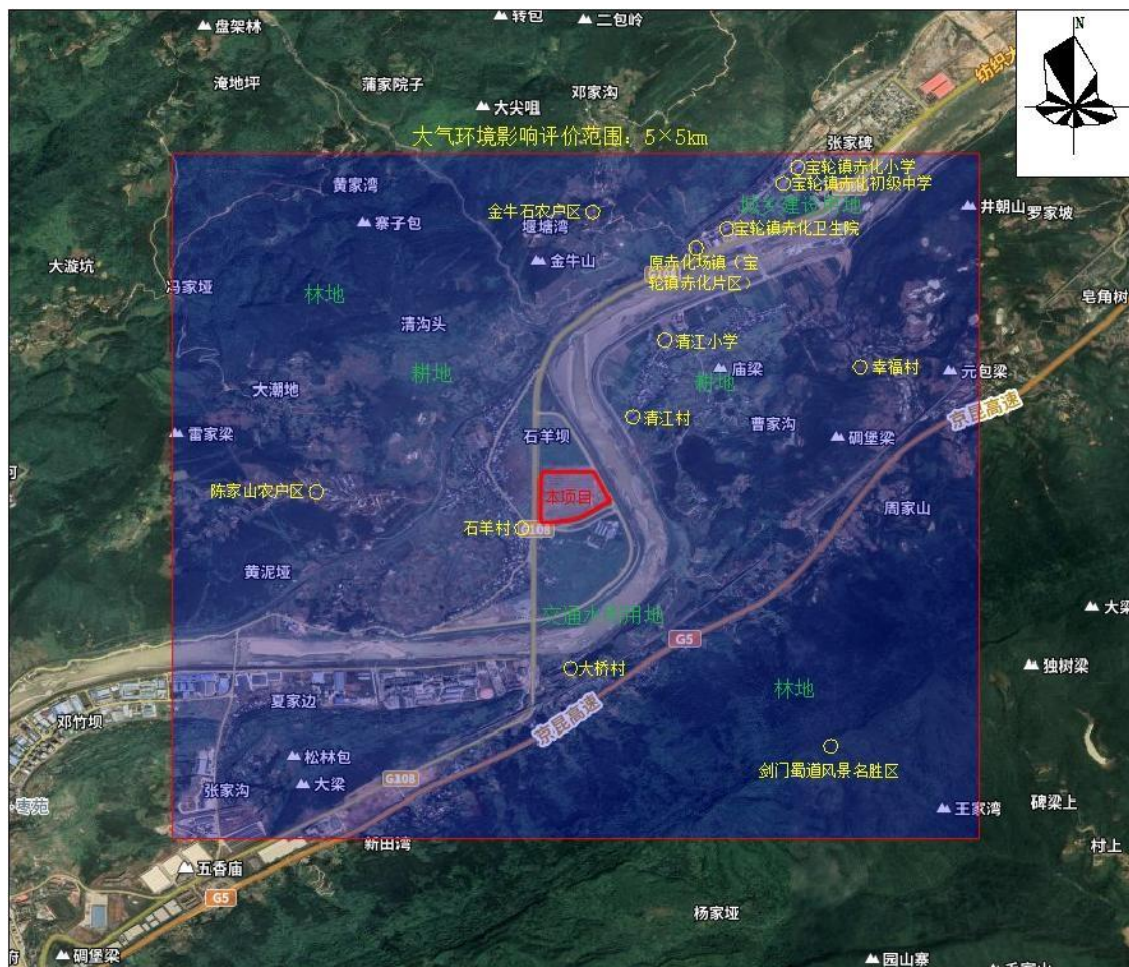 转包
二包岭
盘架林
N
纺织大
淹地坪
蒲家院子
邓家沟
大尖咀
大气环境影响评价范围：5×5km
张家碑
宝轮镇赤化小学
黄家湾
宝轮镇赤化初级中学
金牛石农户区
井朝山
罗家坡
寨子包
堰塘湾
宝轮镇赤化卫生院
大漩坑
金牛山
原赤化场镇（宝
轮镇赤化片区）
冯家垭
林地
皂角树
清沟头
清江小学
耕地
庙梁
幸福村
元包梁
大潮地
耕地
京昆高速
清江村
曹家沟
雷家梁
石羊坝
碉堡梁
河
陈家山农户区
本项目
周家山
石羊村
G108
黄泥垭
大梁
交通水利用地
G5
独树梁
大桥村
林地
夏家边
京昆高速
邓竹坝
剑门蜀道风景名胜区
松林包
G108
大梁
张家沟
枣苑
王家湾
碑梁上
新田湾
村上
五香庙
G5
杨家垭
府
碉堡梁
园山寨